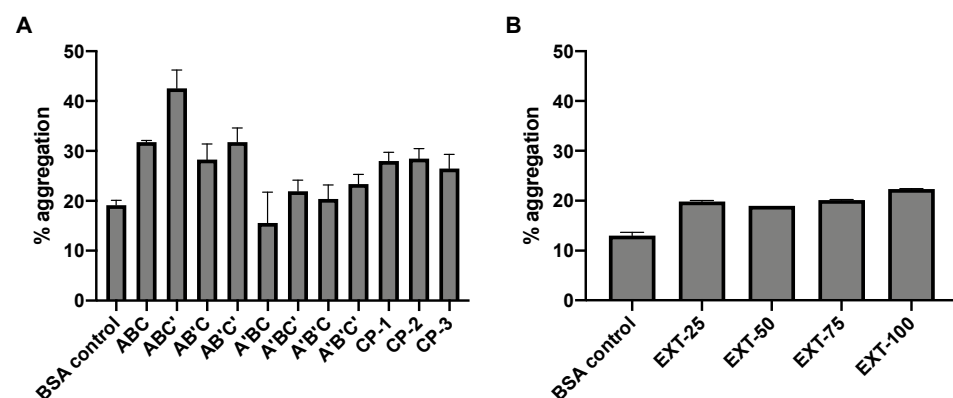 A
% aggregation
50
40
30
20
10
0
BSA control
ABC
ABC'
AB'C
AB'C'
A'BC
A'BC'
A'B'C
A'B'C'
CP-1
CP-2
CP-3
B
% aggregation
50
40
30
20
10
0
BSA control
EXT-25
EXT-50
EXT-75
EXT-100